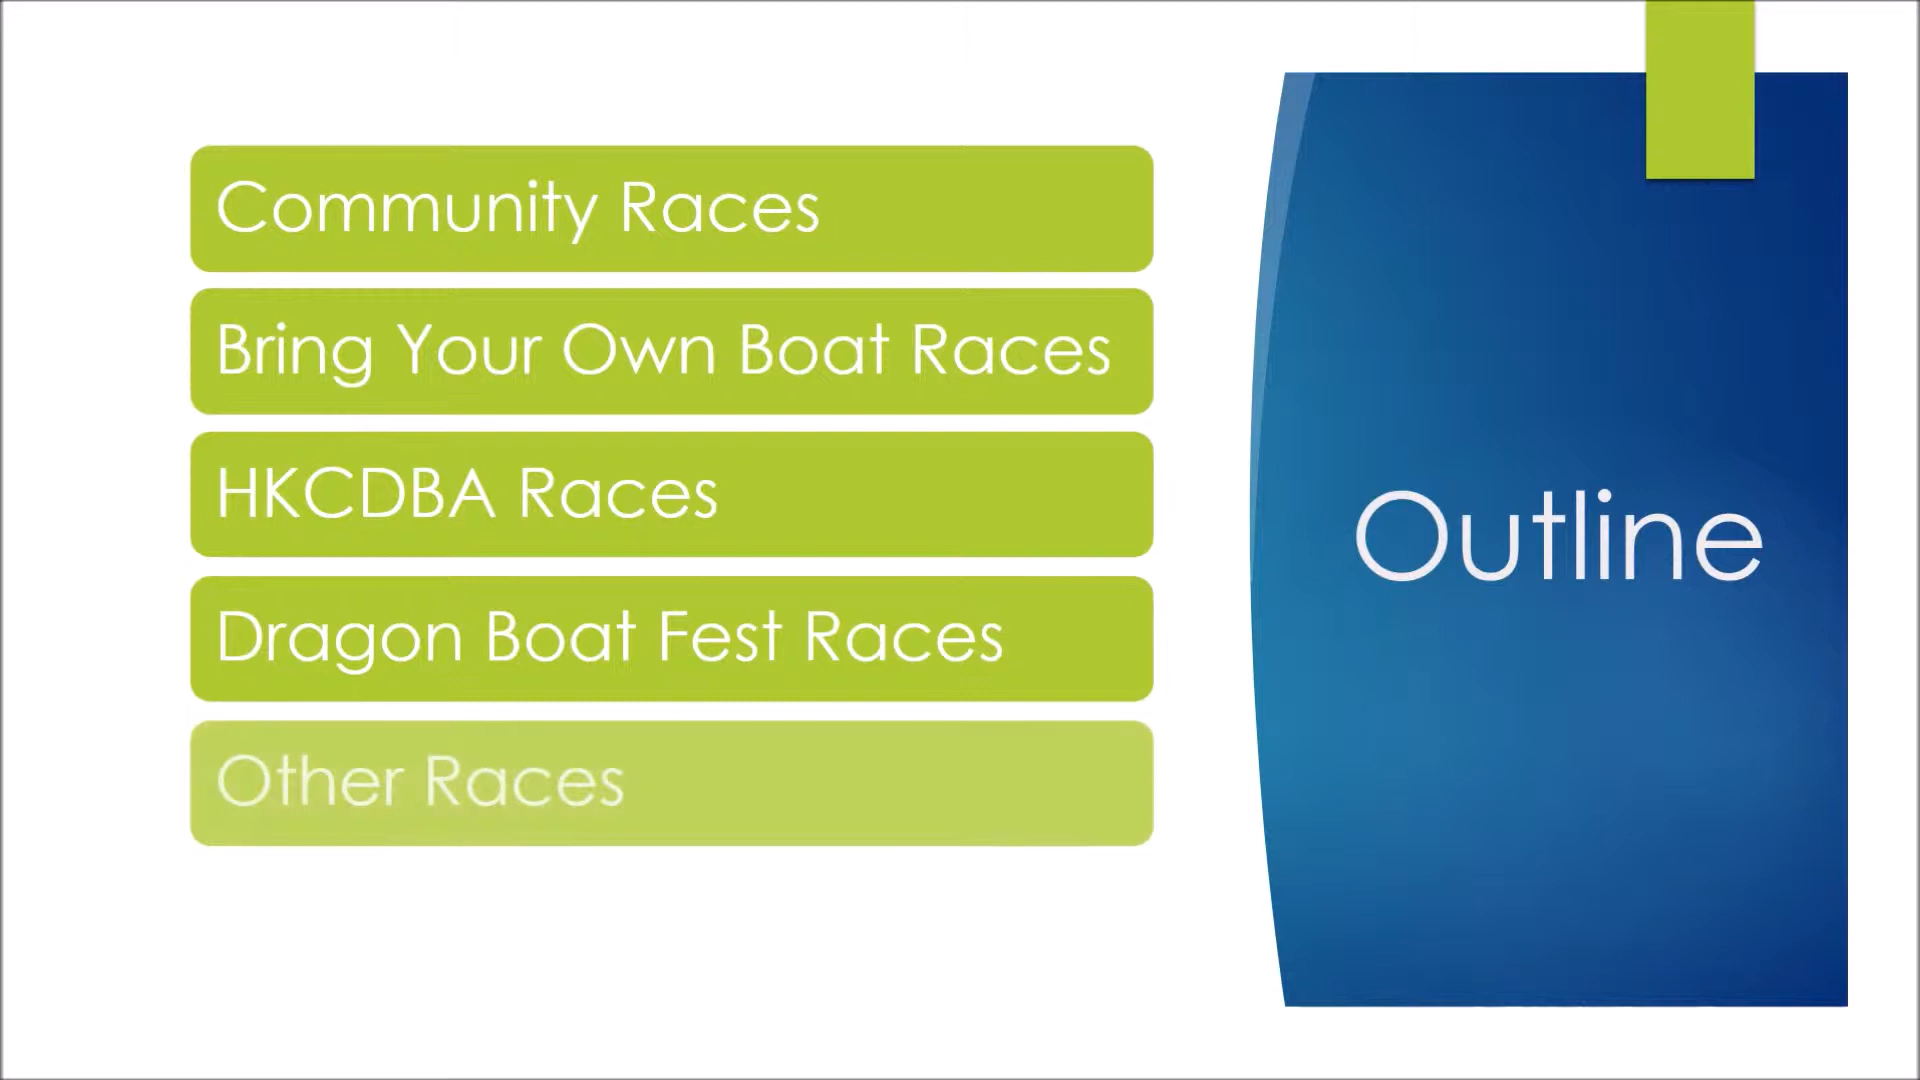 Community Races
Bring Your Own Boat Races
HKCDBA Races
Dragon Boat Fest Races
Other Races
Outline